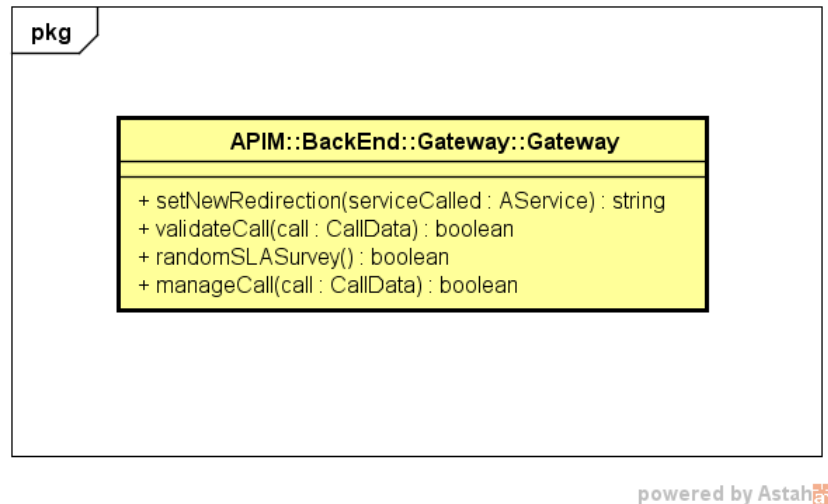 pkg
APIM::BackEnd::Gateway::Gateway
+ setNewRedirection(serviceCalled : AService) : string
+ validateCall(call : CallData) : boolean
+ randomSLASurvey() : boolean
+ manageCall(call : CallData) : boolean
powered by Astah